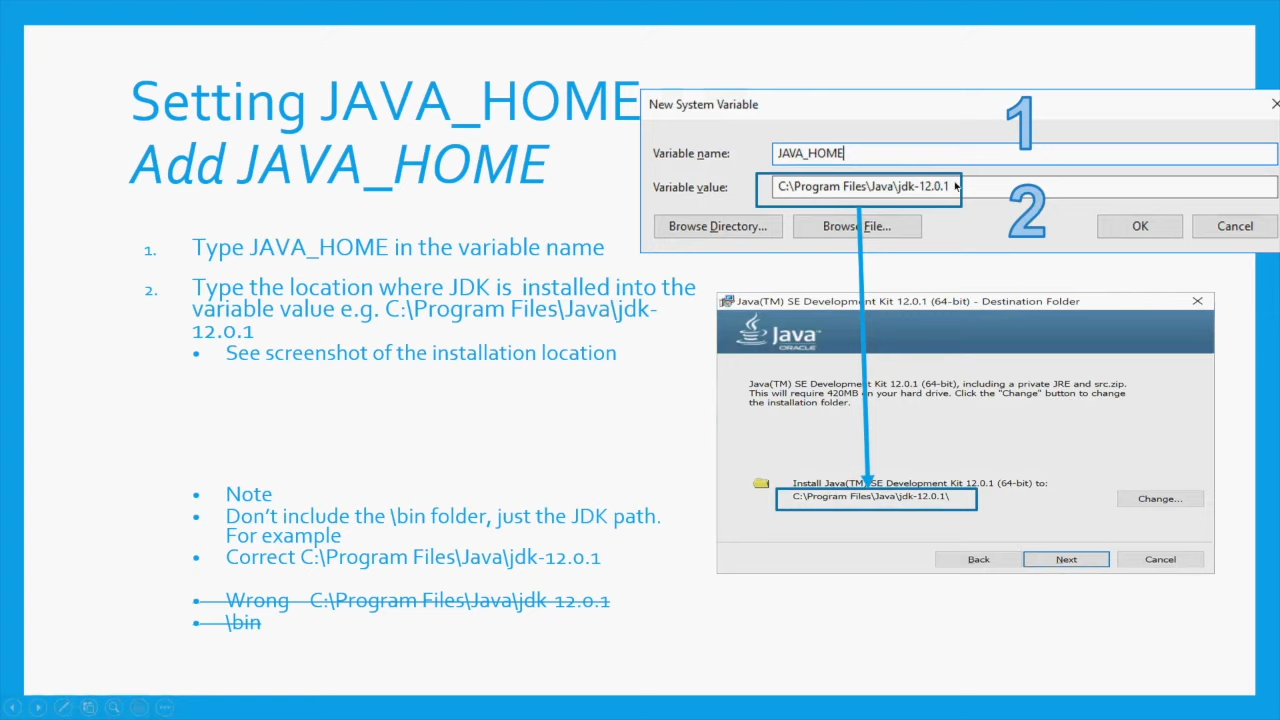 Setting JAVA_HOME
Add JAVA_HOME
1. Type JAVA_HOME in the variable name
2. Type the location where JDK is installed into the
variable value e.g. C:\Program Files\Java\jdk-
12.0.1
• See screenshot of the installation location
• Note
• Don't include the \bin folder, just the JDK path.
For example
• Correct C:\Program Files\Java\jdk-12.0.1
• Wrong C:\Program Files\Java\jdk-12.0.1
• \bin
New System Variable
1
Variable name: JAVA_HOME
Variable value: C:\Program Files\Java\jdk-12.0.1
2
Browse Directory... Browse File... OK Cancel
Java(TM) SE Development Kit 12.0.1 (64-bit) - Destination Folder
Java™
ORACLE
Java(TM) SE Development Kit 12.0.1 (64-bit), including a private JRE and src.zip.
This will require 420MB on your hard drive. Click the "Change" button to change
the installation folder.
Install Java(TM) SE Development Kit 12.0.1 (64-bit) to:
C:\Program Files\Java\jdk-12.0.1\
Change...
Back Next Cancel